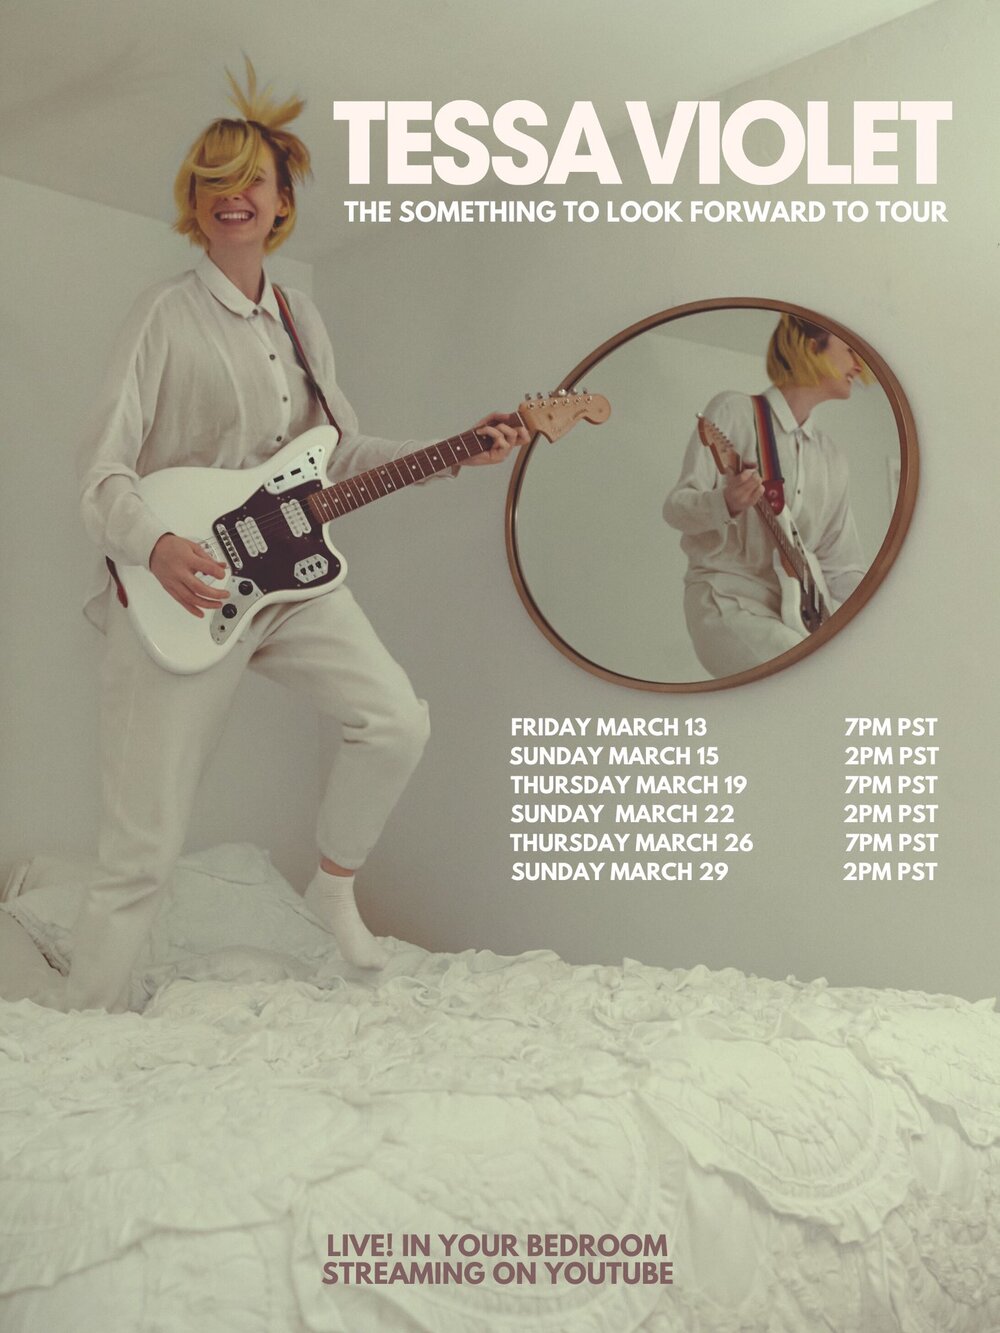 TESSA VIOLET
THE SOMETHING TO LOOK FORWARD TO TOUR
FRIDAY MARCH 13 7PM PST
SUNDAY MARCH 15 2PM PST
THURSDAY MARCH 19 7PM PST
SUNDAY MARCH 22 2PM PST
THURSDAY MARCH 26 7PM PST
SUNDAY MARCH 29 2PM PST
LIVE! IN YOUR BEDROOM
STREAMING ON YOUTUBE